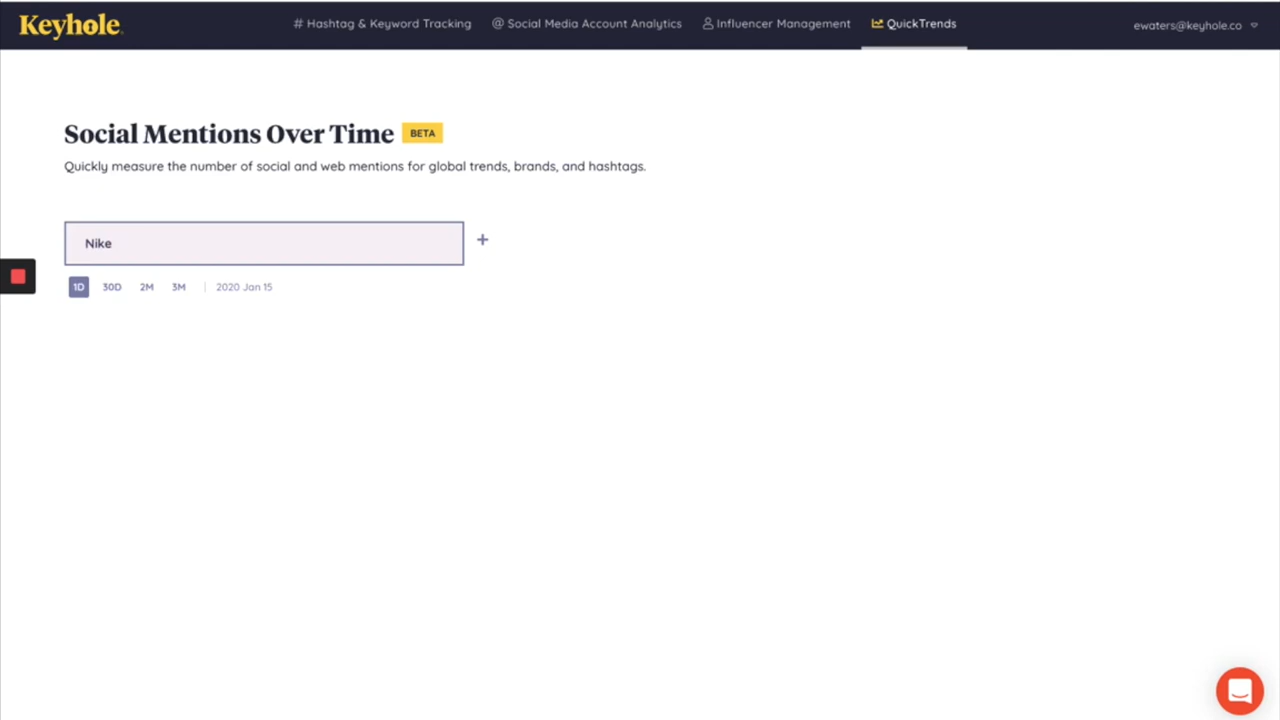 Keyhole
# Hashtag & Keyword Tracking
@ Social Media Account Analytics
Influencer Management
QuickTrends
ewaters@keyhole.co
Social Mentions Over Time BETA
Quickly measure the number of social and web mentions for global trends, brands, and hashtags.
Nike +
1D 30D 2M 3M | 2020 Jan 15